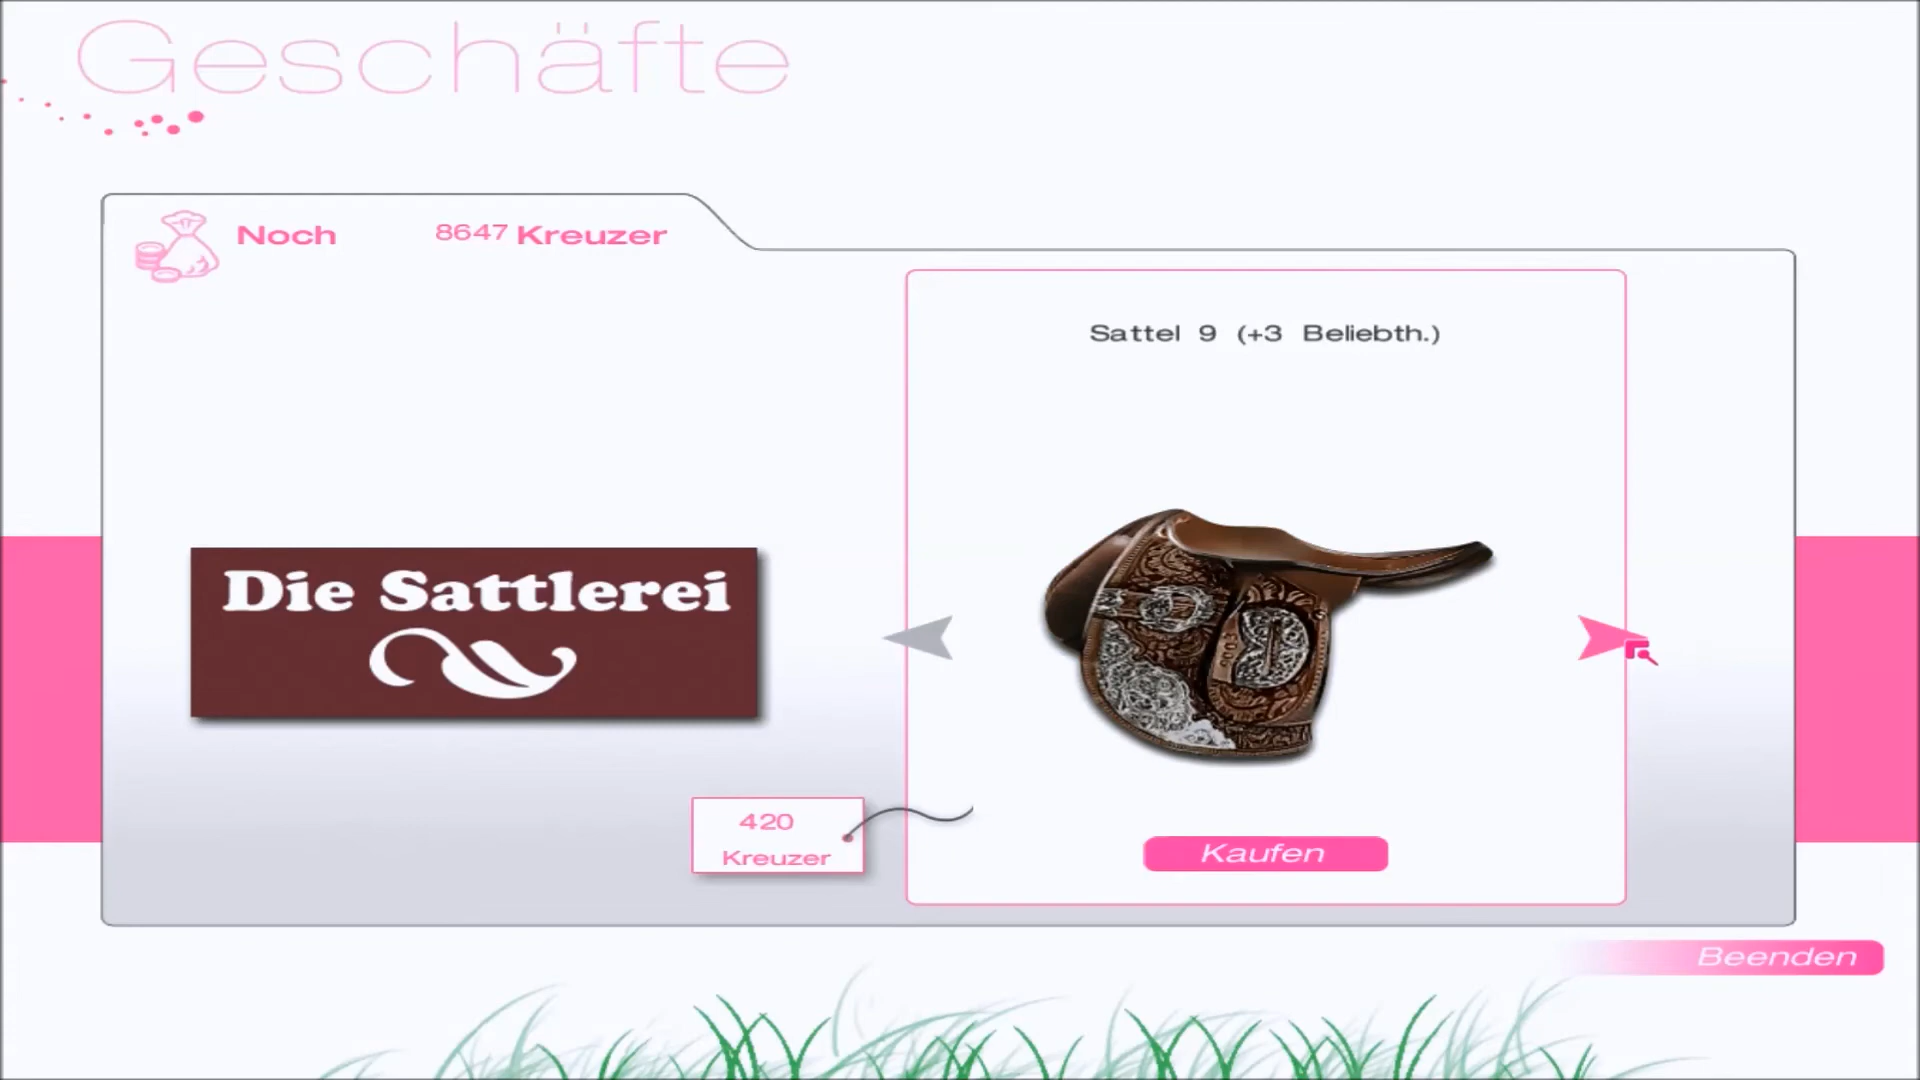 Geschäfte
Noch 8647 Kreuzer
Sattel 9 (+3 Beliebth.)
Die Sattlerei
420
Kreuzer
Kaufen
Beenden